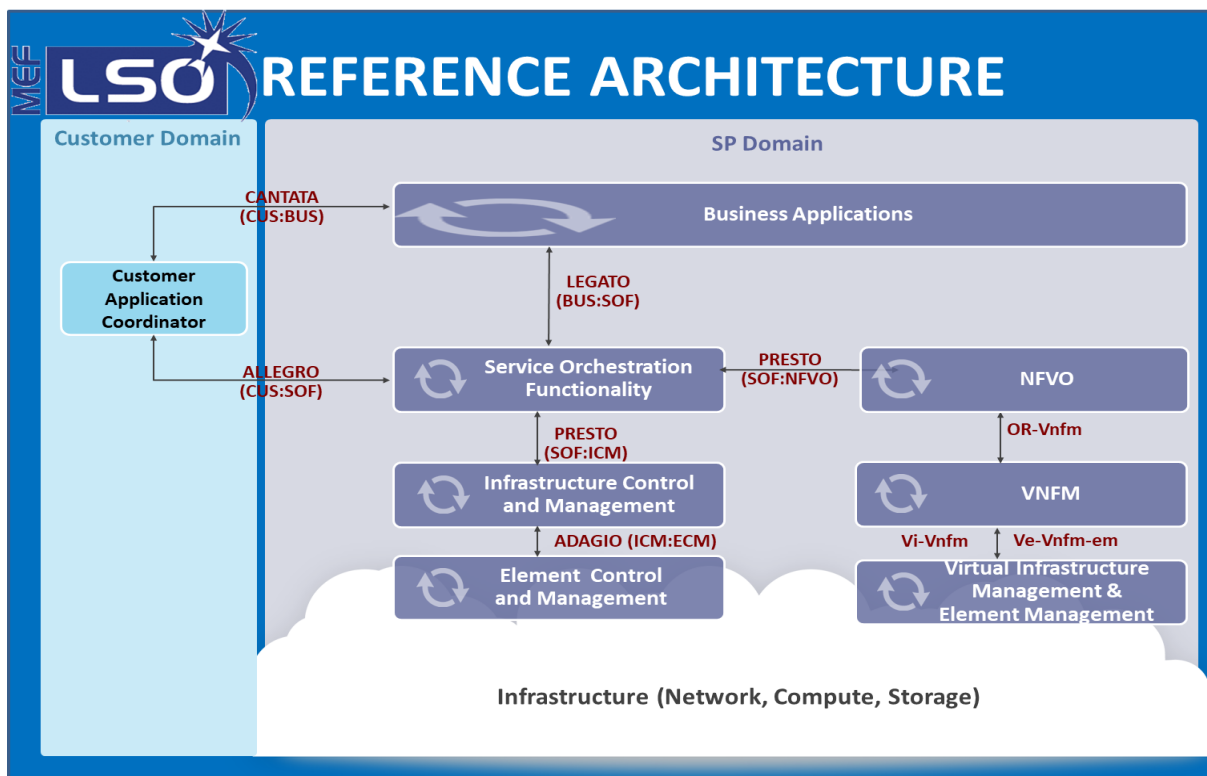 MEF
LSO
REFERENCE ARCHITECTURE
Customer Domain
SP Domain
CANTATA
(CUS:BUS)
Business Applications
LEGATO
(BUS:SOF)
Customer
Application
Coordinator
ALLEGRO
(CUS:SOF)
Service Orchestration
Functionality
PRESTO
(SOF:NFVO)
NFVO
PRESTO
(SOF:ICM)
OR-Vnfm
Infrastructure Control
and Management
VNFM
ADAGIO (ICM:ECM)
Vi-Vnfm
Ve-Vnfm-em
Element Control
and Management
Virtual Infrastructure
Management &
Element Management
Infrastructure (Network, Compute, Storage)